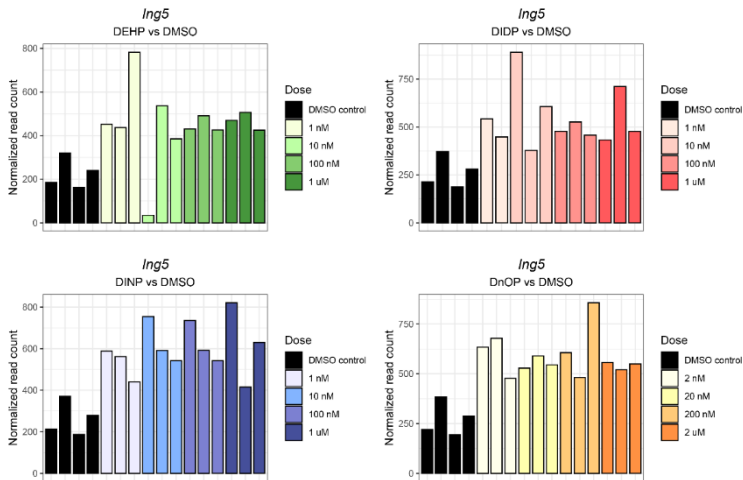 Ing5
DEHP vs DMSO
Normalized read count
800
600
400
200
0
Dose
DMSO control
1 nM
10 nM
100 nM
1 uM
Ing5
DIDP vs DMSO
Normalized read count
750
500
250
0
Dose
DMSO control
1 nM
10 nM
100 nM
1 uM
Ing5
DINP vs DMSO
Normalized read count
800
600
400
200
0
Dose
DMSO control
1 nM
10 nM
100 nM
1 uM
Ing5
DnOP vs DMSO
Normalized read count
750
500
250
0
Dose
DMSO control
2 nM
20 nM
200 nM
2 uM